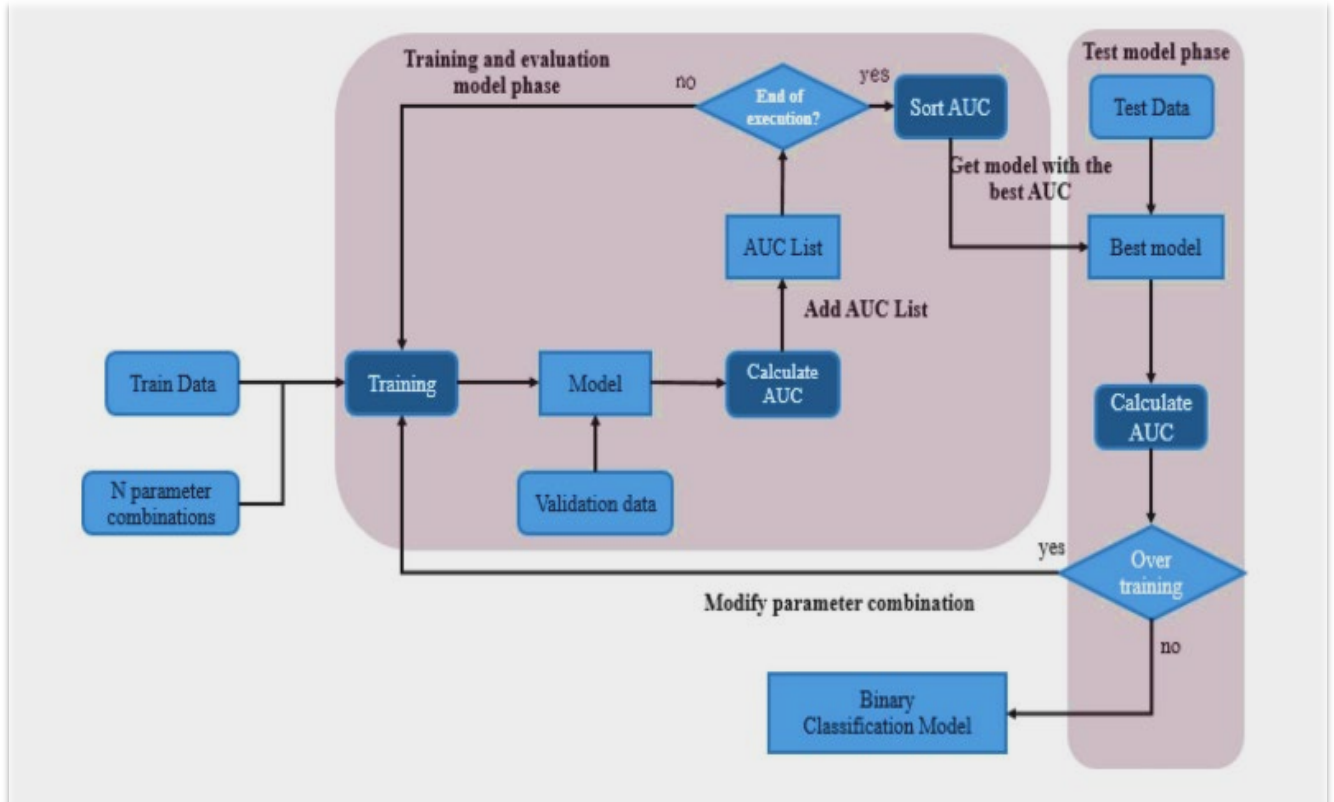 Training and evaluation
model phase
no
End of
execution?
yes
Sort AUC
Test model phase
Test Data
Get model with the
best AUC
AUC List
Best model
Add AUC List
Train Data
Training
Model
Calculate
AUC
Calculate
AUC
N parameter
combinations
Validation data
yes
Over
training
Modify parameter combination
no
Binary
Classification Model